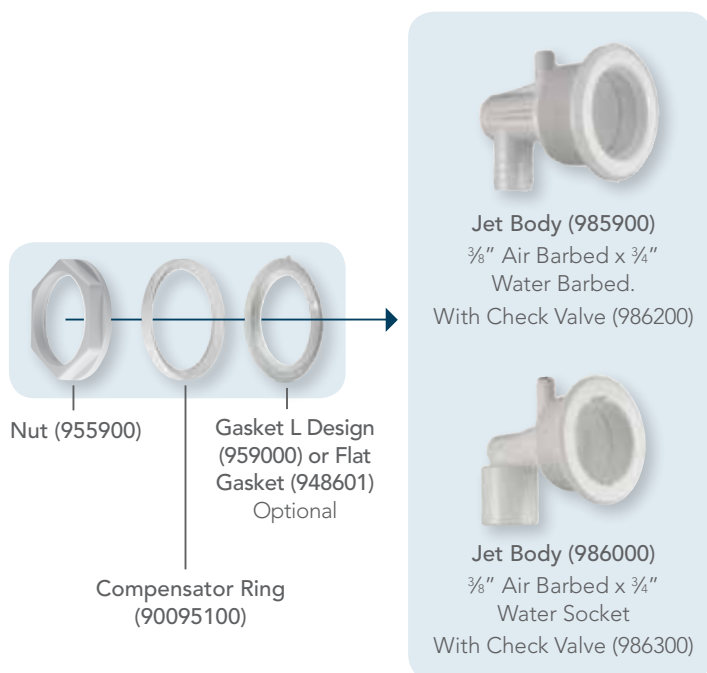 Jet Body (985900)
⅜” Air Barbed x ¾”
Water Barbed.
With Check Valve (986200)
Nut (955900)
Gasket L Design
(959000) or Flat
Gasket (948601)
Optional
Compensator Ring
(90095100)
Jet Body (986000)
⅜” Air Barbed x ¾”
Water Socket
With Check Valve (986300)